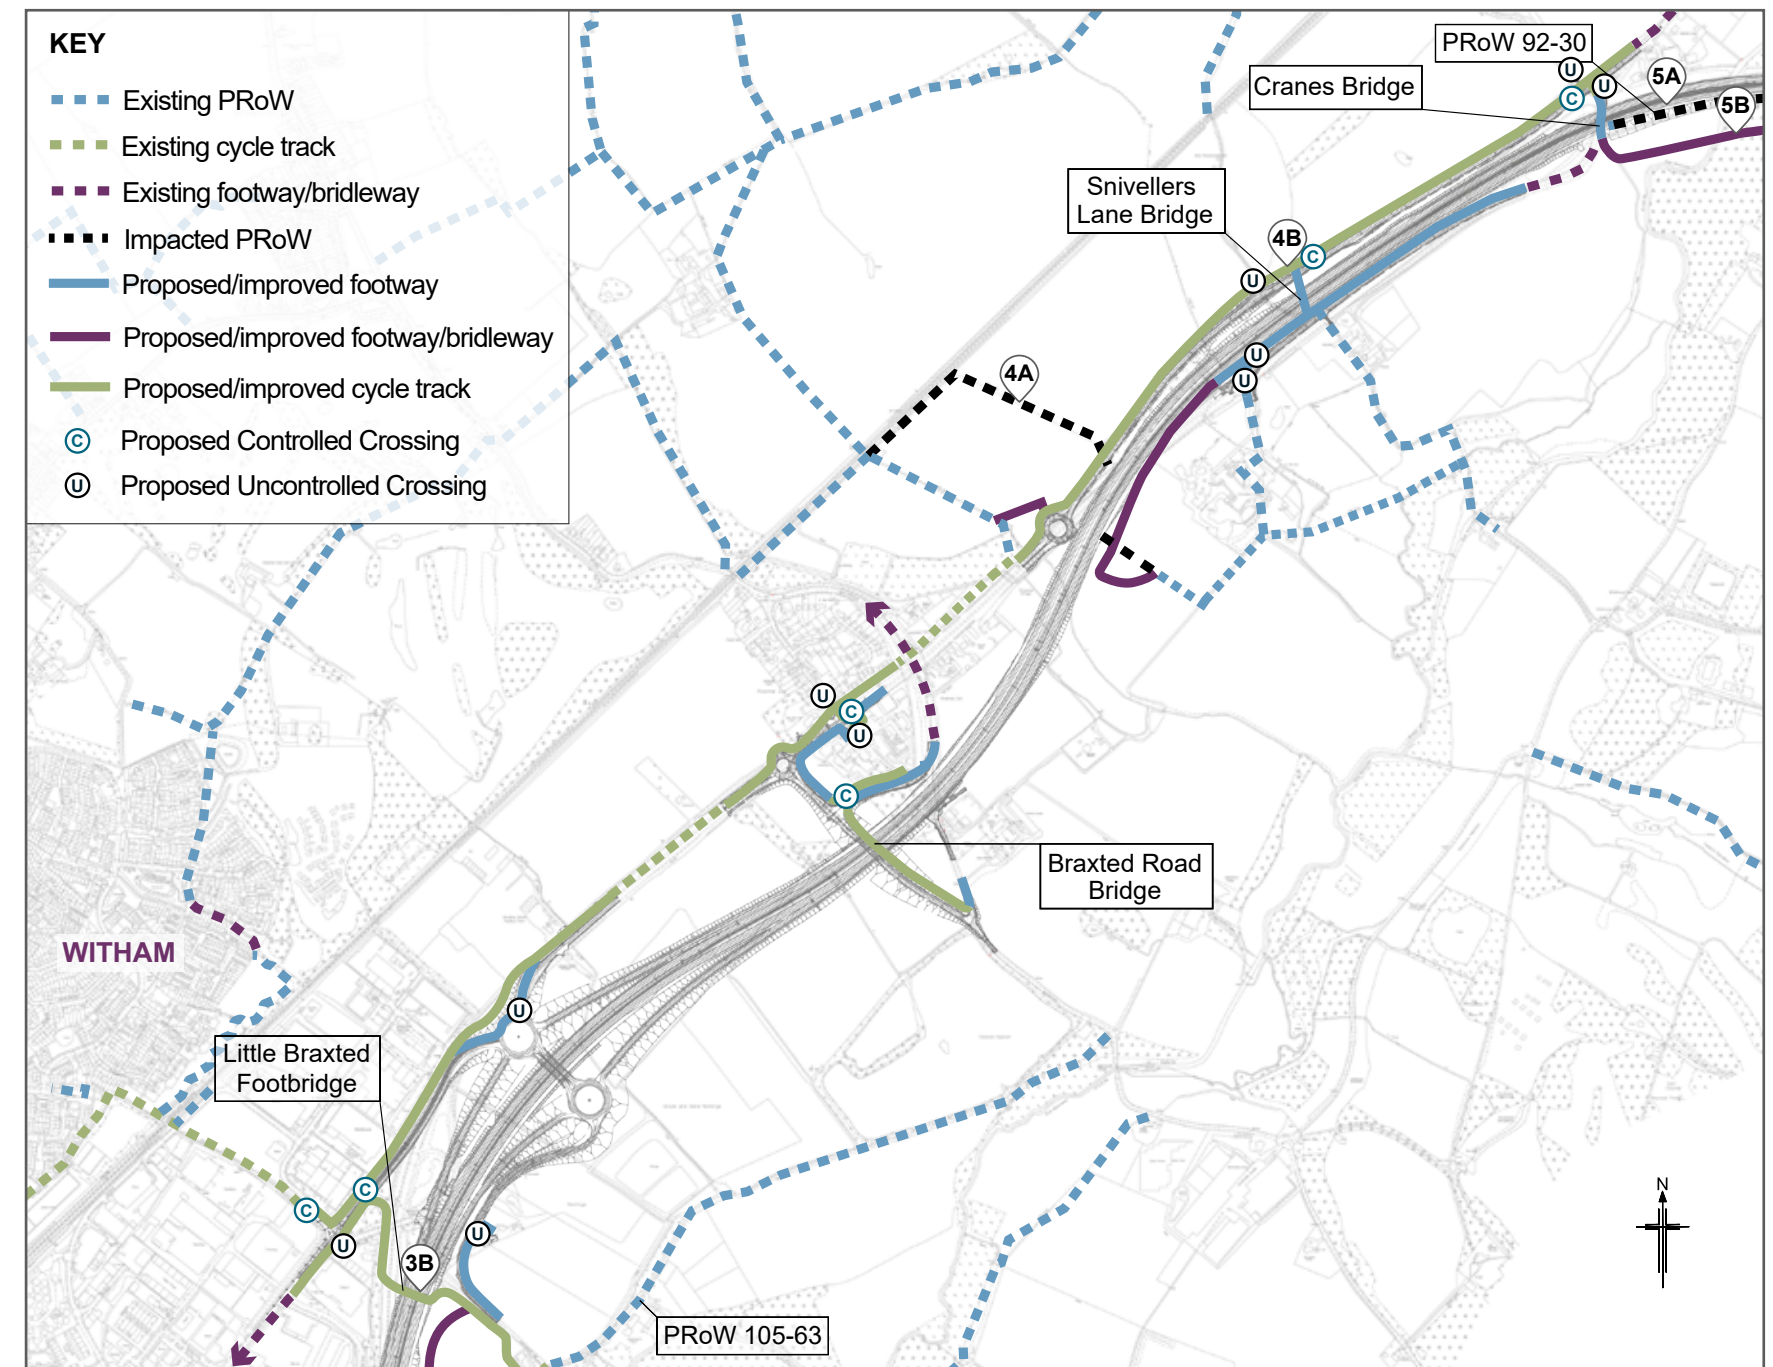 KEY
Existing PRoW
Existing cycle track
Existing footway/bridleway
Impacted PRoW
Proposed/improved footway
Proposed/improved footway/bridleway
Proposed/improved cycle track
C Proposed Controlled Crossing
U Proposed Uncontrolled Crossing
PRoW 92-30
U
5A
Cranes Bridge
C
U
5B
Snivellers
Lane Bridge
4B
C
U
U
4A
U
U
C
U
C
Braxted Road
Bridge
WITHAM
U
Little Braxted
Footbridge
C
C
U
U
3B
N
PRoW 105-63